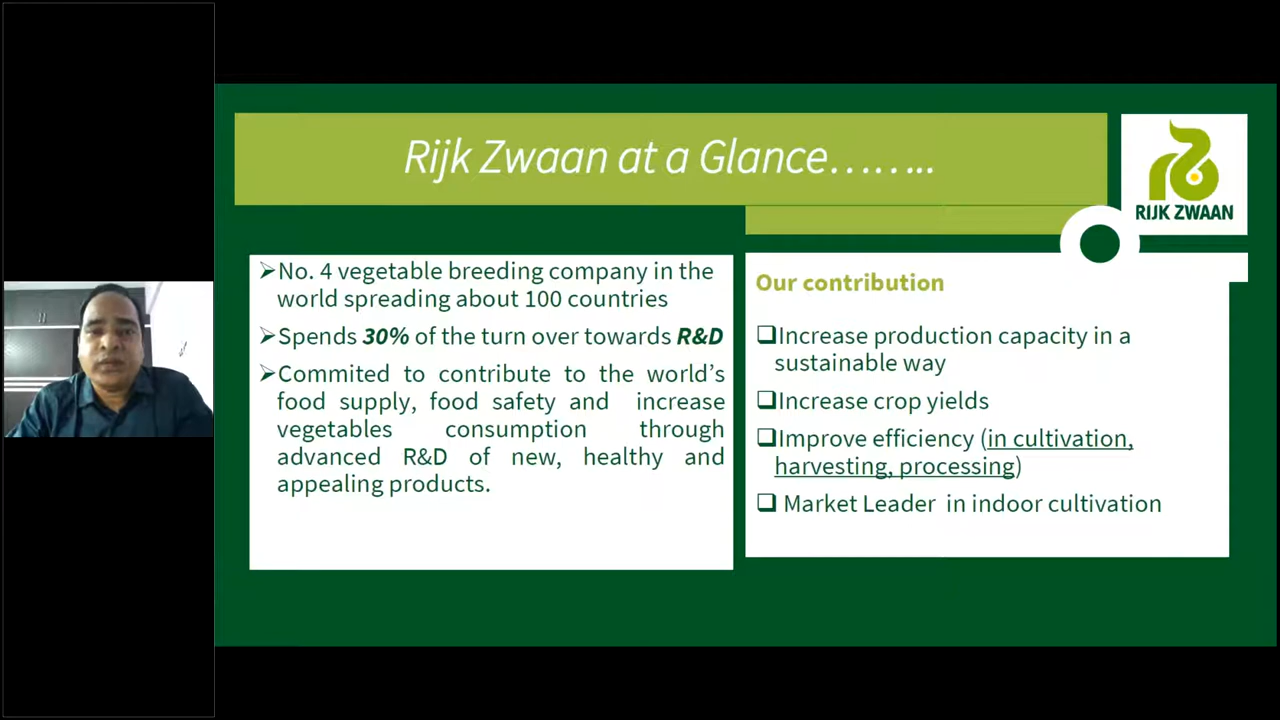 Rijk Zwaan at a Glance……..
RIJK ZWAAN
➢No. 4 vegetable breeding company in the
world spreading about 100 countries
➢Spends 30% of the turn over towards R&D
➢Commited to contribute to the world’s
food supply, food safety and increase
vegetables consumption through
advanced R&D of new, healthy and
appealing products.
Our contribution
❑Increase production capacity in a
sustainable way
❑Increase crop yields
❑Improve efficiency (in cultivation,
harvesting, processing)
❑ Market Leader in indoor cultivation